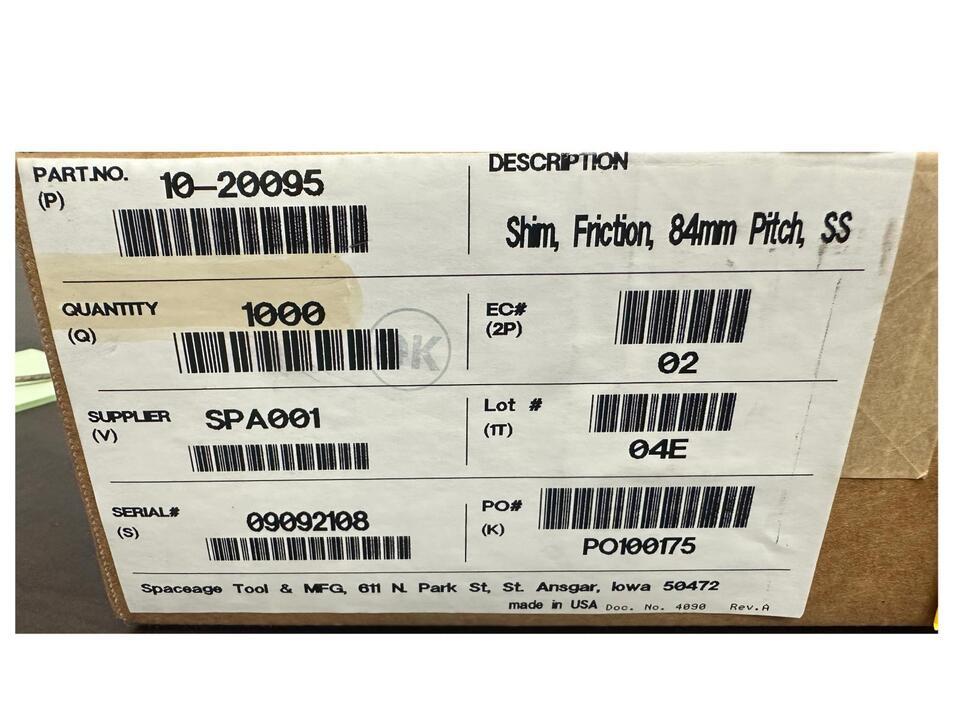 PART.NO.
(P)
10-20095
DESCRIPTION
Shim, Friction, 84mm Pitch, SS
QUANTITY
(Q)
1000
OK
EC#
(2P)
02
SUPPLIER
(V)
SPA001
Lot #
(1T)
04E
SERIAL#
(S)
09092108
PO#
(K)
PO100175
Spaceage Tool & MFG, 611 N. Park St, St. Ansgar, Iowa 50472
made in USA Doc. No. 4090 Rev.A